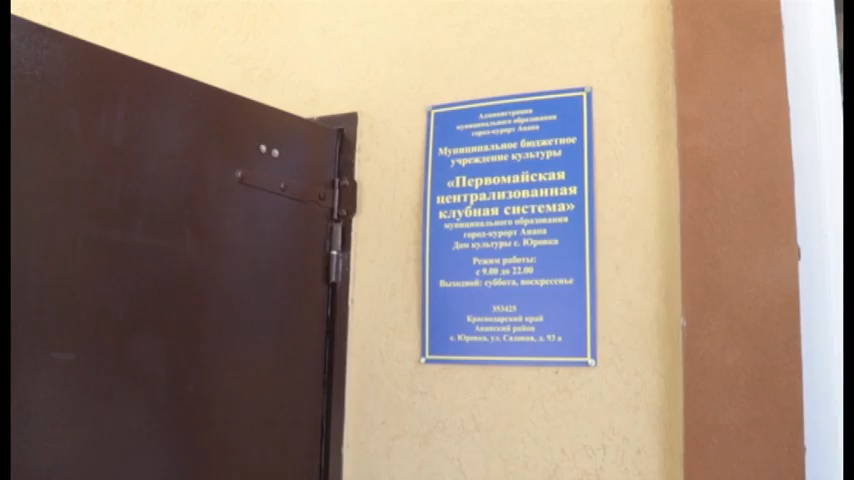 Администрация
муниципального образования
город-курорт Анапа
Муниципальное бюджетное
учреждение культуры
«Первомайская
централизованная
клубная система»
муниципального образования
город-курорт Анапа
Дом культуры с. Юровка
Режим работы:
с 9.00 до 22.00
Выходной: суббота, воскресенье
353425
Краснодарский край
Анапский район
с. Юровка, ул. Садовая, д. 93 а